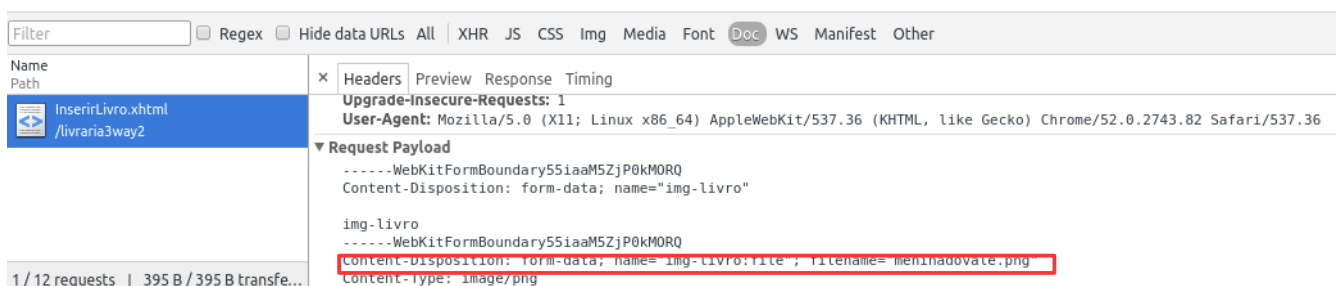 Filter Regex Hide data URLs All XHR JS CSS Img Media Font Doc WS Manifest Other
Name
Path
× Headers Preview Response Timing
InserirLivro.xhtml
/livraria3way2
Upgrade-Insecure-Requests: 1
User-Agent: Mozilla/5.0 (X11; Linux x86_64) AppleWebKit/537.36 (KHTML, like Gecko) Chrome/52.0.2743.82 Safari/537.36
▼ Request Payload
------WebKitFormBoundary55iaaM5ZjP0kMORQ
Content-Disposition: form-data; name="img-livro"
img-livro
------WebKitFormBoundary55iaaM5ZjP0kMORQ
Content-Disposition: form-data; name="img-livro:file"; filename="meninadovale.png"
Content-Type: image/png
1 / 12 requests | 395 B / 395 B transfe...